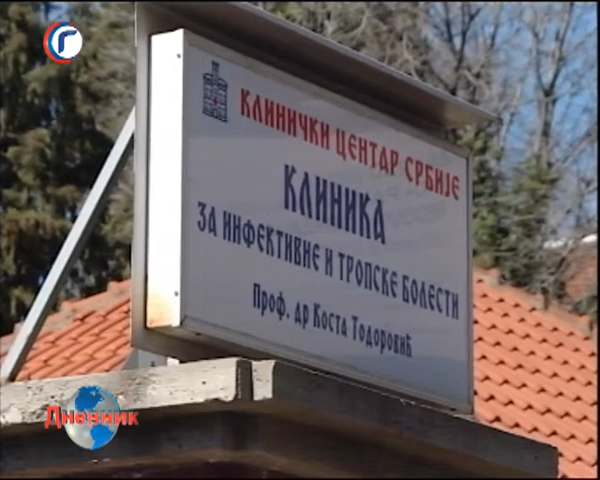 КЛИНИЧКИ ЦЕНТАР СРБИЈЕ
КЛИНИКА
ЗА ИНФЕКТИВНЕ И ТРОПСКЕ БОЛЕСТИ
Проф. др Коста Тодоровић
Дневник